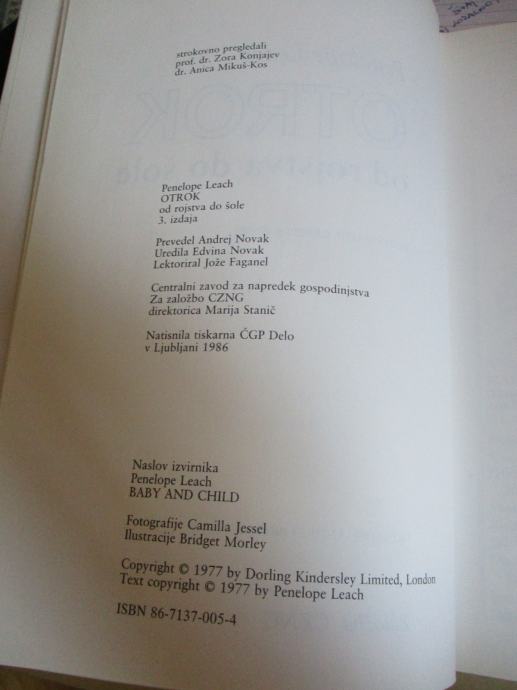 strokovno pregledali
prof. dr. Zora Konjajev
dr. Anica Mikuš-Kos
Penelope Leach
OTROK
od rojstva do šole
3. izdaja
Prevedel Andrej Novak
Uredila Edvina Novak
Lektoriral Jože Faganel
Centralni zavod za napredek gospodinjstva
Za založbo CZNG
direktorica Marija Stanič
Natisnila tiskarna ČGP Delo
v Ljubljani 1986
Naslov izvirnika
Penelope Leach
BABY AND CHILD
Fotografije Camilla Jessel
Ilustracije Bridget Morley
Copyright © 1977 by Dorling Kindersley Limited, London
Text copyright © 1977 by Penelope Leach
ISBN 86-7137-005-4